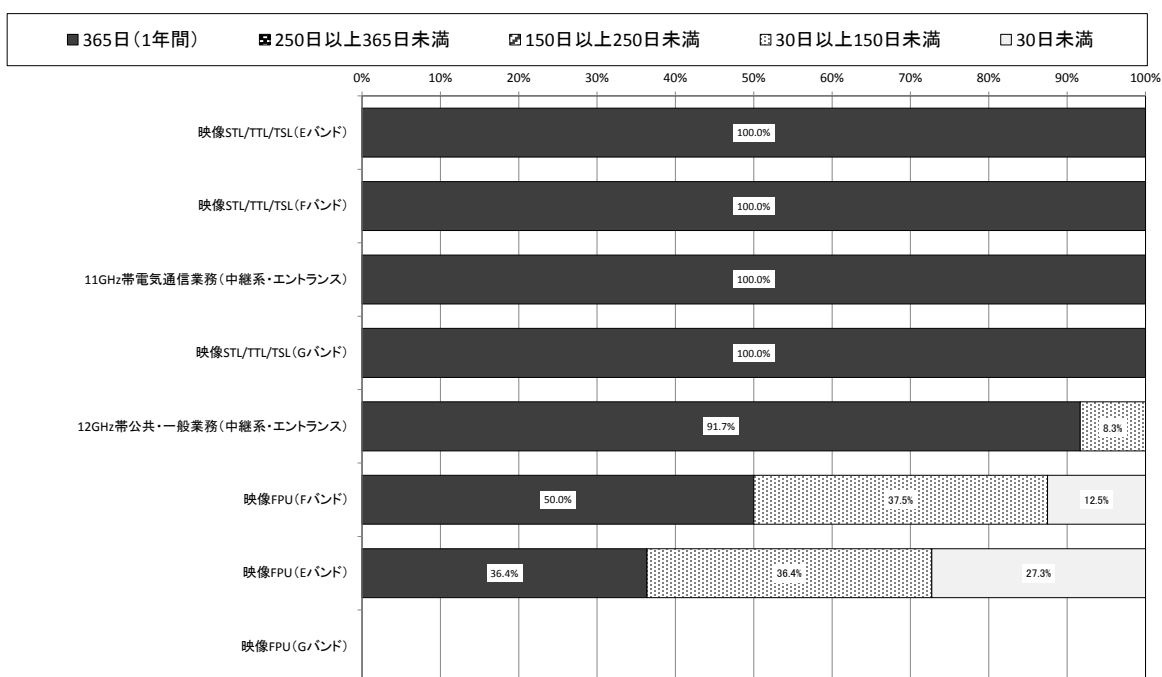 365日(1年間) 250日以上365日未満 150日以上250日未満 30日以上150日未満 30日未満
0% 10% 20% 30% 40% 50% 60% 70% 80% 90% 100%
映像STL/TTL/TSL(Eバンド) 100.0%
映像STL/TTL/TSL(Fバンド) 100.0%
11GHz帯電気通信業務(中継系・エントランス) 100.0%
映像STL/TTL/TSL(Gバンド) 100.0%
12GHz帯公共・一般業務(中継系・エントランス) 91.7% 8.3%
映像FPU(Fバンド) 50.0% 37.5% 12.5%
映像FPU(Eバンド) 36.4% 36.4% 27.3%
映像FPU(Gバンド)